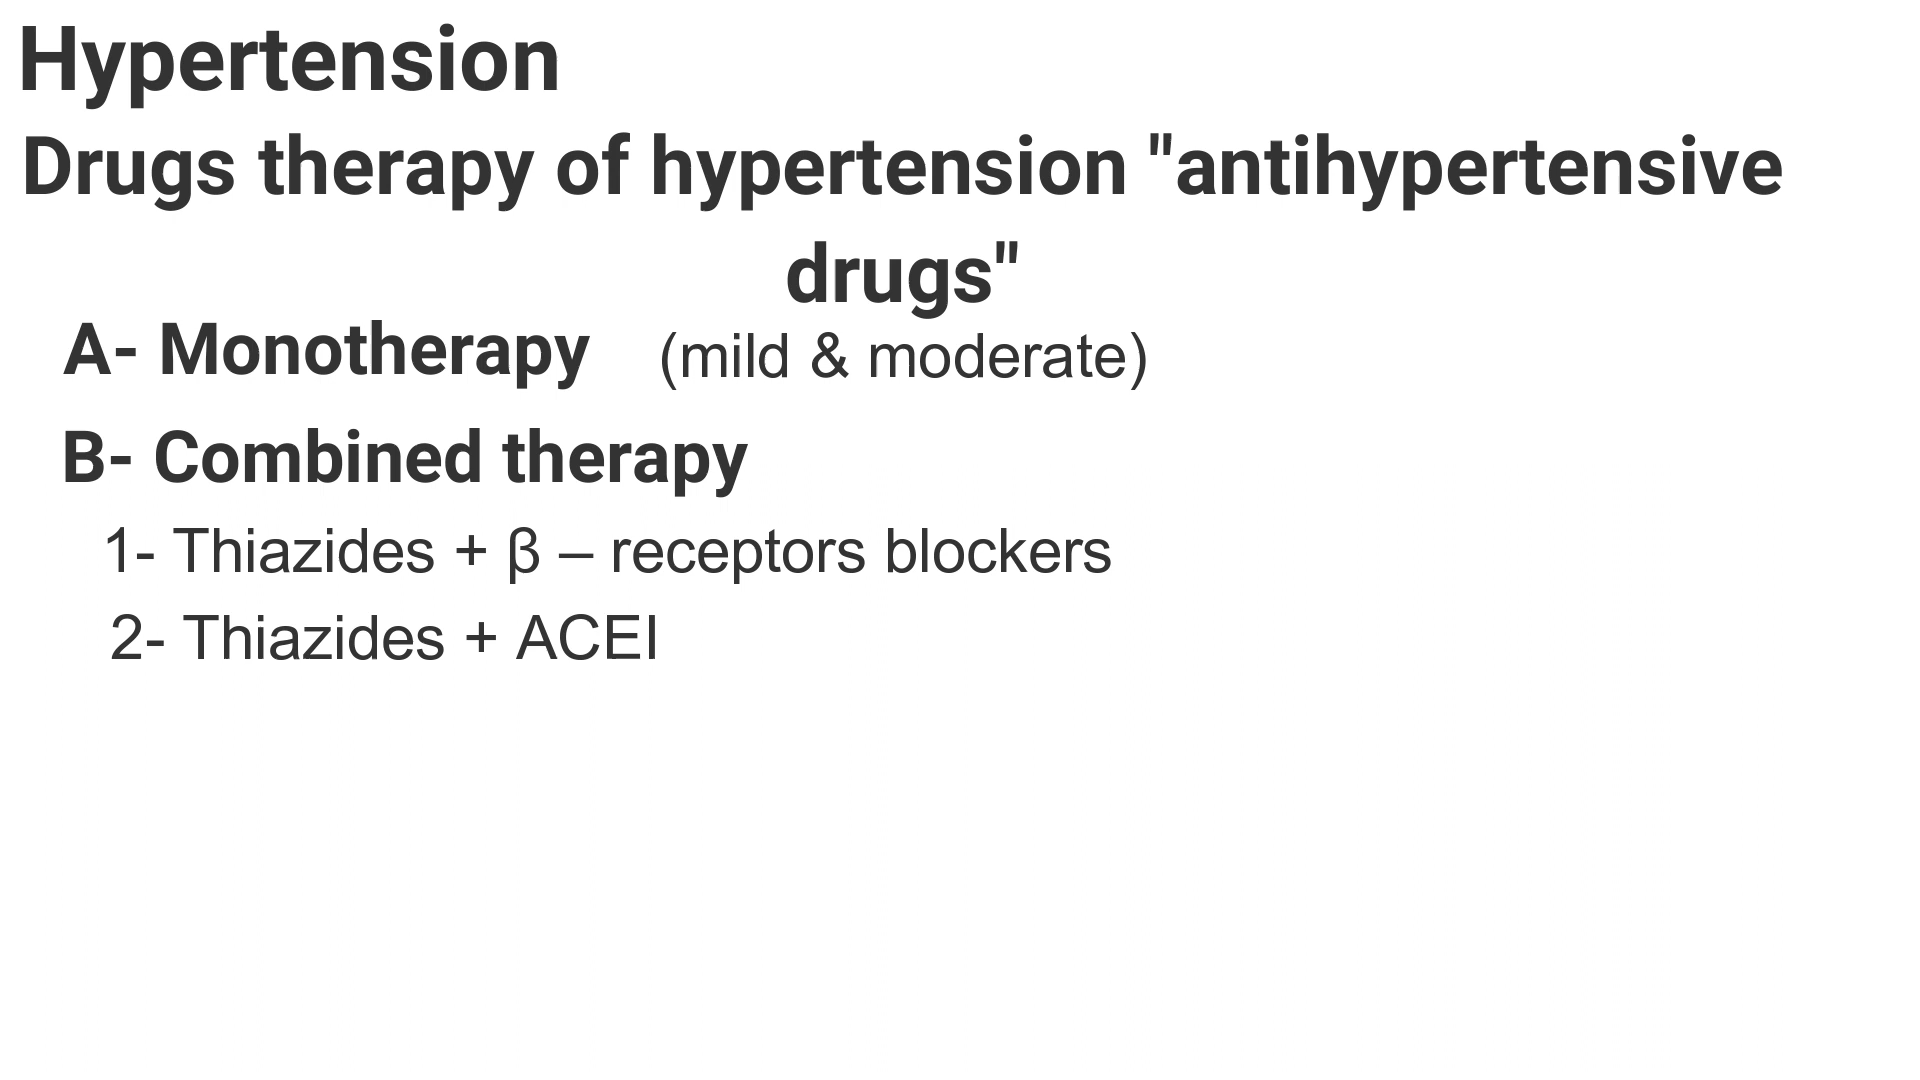 Hypertension
Drugs therapy of hypertension "antihypertensive
drugs"
A- Monotherapy (mild & moderate)
B- Combined therapy
1- Thiazides + β – receptors blockers
2- Thiazides + ACEI